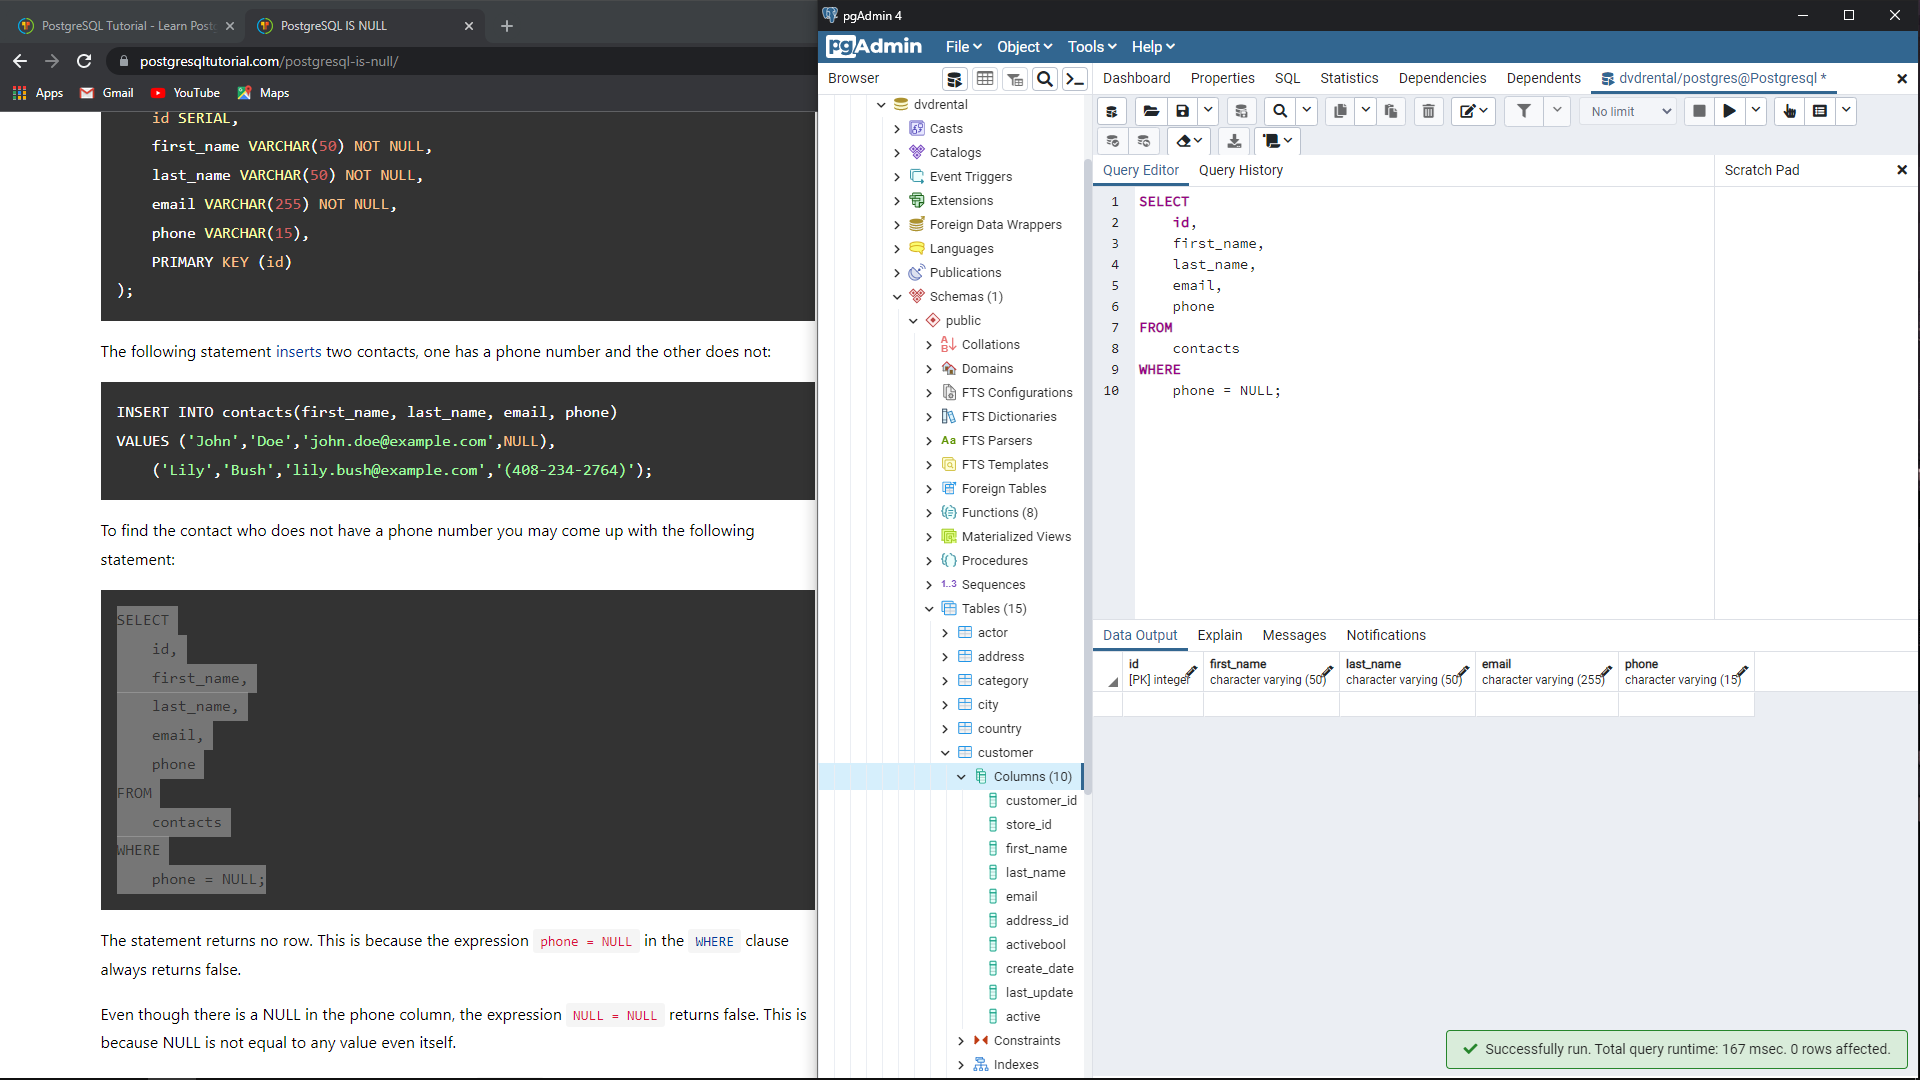 PostgreSQL Tutorial - Learn Post
PostgreSQL IS NULL
postgresqltutorial.com/postgresql-is-null/
Apps
Gmail
YouTube
Maps
id SERIAL,
first_name VARCHAR(50) NOT NULL,
last_name VARCHAR(50) NOT NULL,
email VARCHAR(255) NOT NULL,
phone VARCHAR(15),
PRIMARY KEY (id)
);
The following statement inserts two contacts, one has a phone number and the other does not:
INSERT INTO contacts(first_name, last_name, email, phone)
VALUES ('John','Doe','john.doe@example.com',NULL),
('Lily','Bush','lily.bush@example.com','(408-234-2764)');
To find the contact who does not have a phone number you may come up with the following
statement:
SELECT
id,
first_name,
last_name,
email,
phone
FROM
contacts
WHERE
phone = NULL;
The statement returns no row. This is because the expression phone = NULL in the WHERE clause
always returns false.
Even though there is a NULL in the phone column, the expression NULL = NULL returns false. This is
because NULL is not equal to any value even itself.
pgAdmin 4
pgAdmin
File
Object
Tools
Help
Browser
dvdrental
Casts
Catalogs
Event Triggers
Extensions
Foreign Data Wrappers
Languages
Publications
Schemas (1)
public
Collations
Domains
FTS Configurations
FTS Dictionaries
Aa FTS Parsers
FTS Templates
Foreign Tables
Functions (8)
Materialized Views
Procedures
1..3 Sequences
Tables (15)
actor
address
category
city
country
customer
Columns (10)
customer_id
store_id
first_name
last_name
email
address_id
activebool
create_date
last_update
active
Constraints
Indexes
Dashboard
Properties
SQL
Statistics
Dependencies
Dependents
dvdrental/postgres@Postgresql *
No limit
Query Editor
Query History
Scratch Pad
1 SELECT
2 id,
3 first_name,
4 last_name,
5 email,
6 phone
7 FROM
8 contacts
9 WHERE
10 phone = NULL;
Data Output
Explain
Messages
Notifications
id
[PK] integer
first_name
character varying (50)
last_name
character varying (50)
email
character varying (255)
phone
character varying (15)
Successfully run. Total query runtime: 167 msec. 0 rows affected.